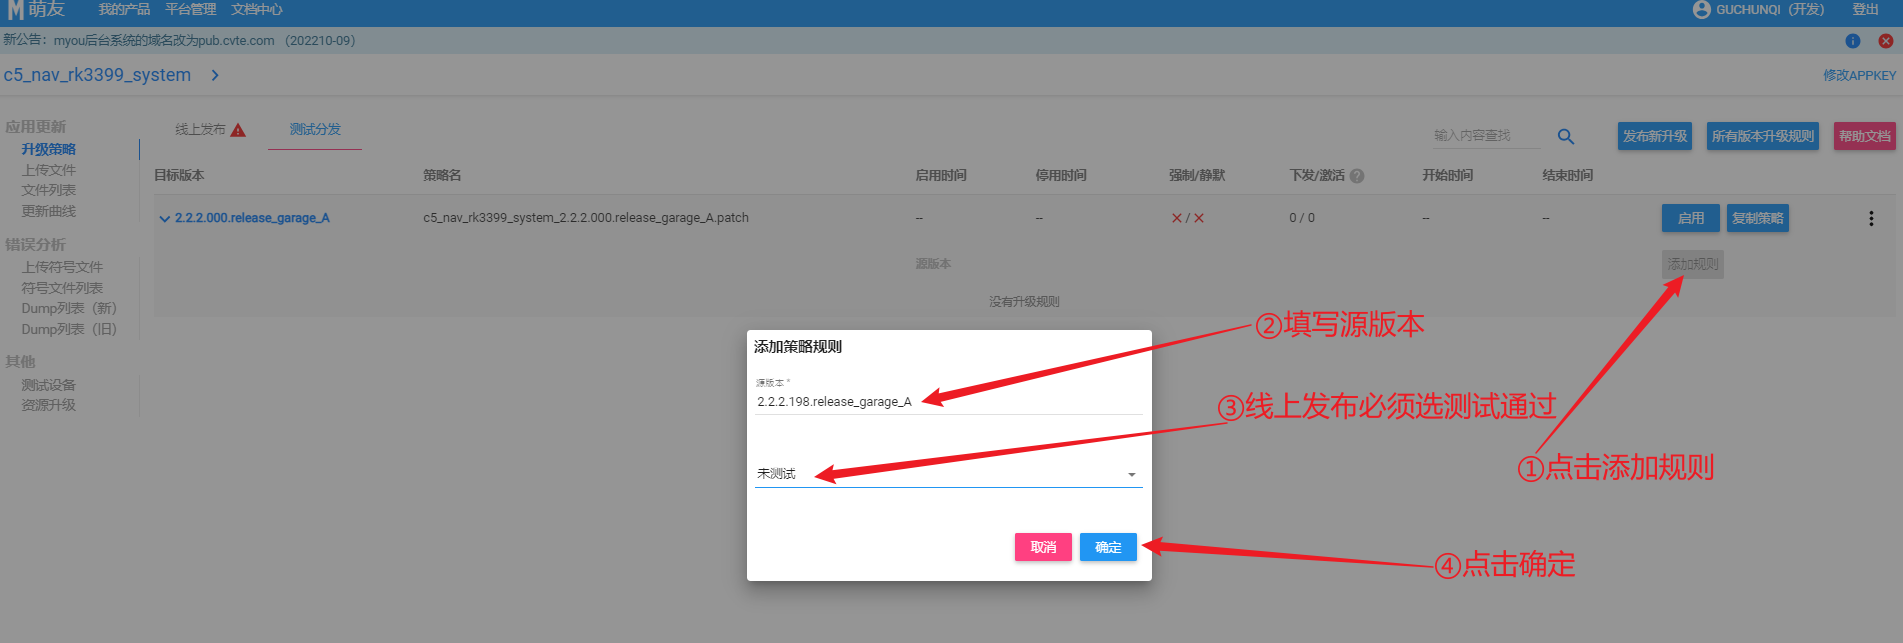 M 萌友 我的产品 平台管理 文档中心 GUCHUNQI (开发) 登出
新公告: myou后台系统的域名改为pub.cvte.com (202210-09)
c5_nav_rk3399_system 修改APPKEY
应用更新
升级策略
上传文件
文件列表
更新曲线
错误分析
上传符号文件
符号文件列表
Dump列表 (新)
Dump列表 (旧)
其他
测试设备
资源升级
线上发布 测试分发 输入内容查找 发布新升级 所有版本升级规则 帮助文档
目标版本 策略名 启用时间 停用时间 强制/静默 下发/激活 开始时间 结束时间
2.2.2.000.release_garage_A c5_nav_rk3399_system_2.2.2.000.release_garage_A.patch -- -- / 0 / 0 -- -- 启用 复制策略
源版本 添加规则
没有升级规则
添加策略规则
源版本 *
2.2.2.198.release_garage_A
未测试
取消 确定
②填写源版本
③线上发布必须选测试通过
①点击添加规则
④点击确定